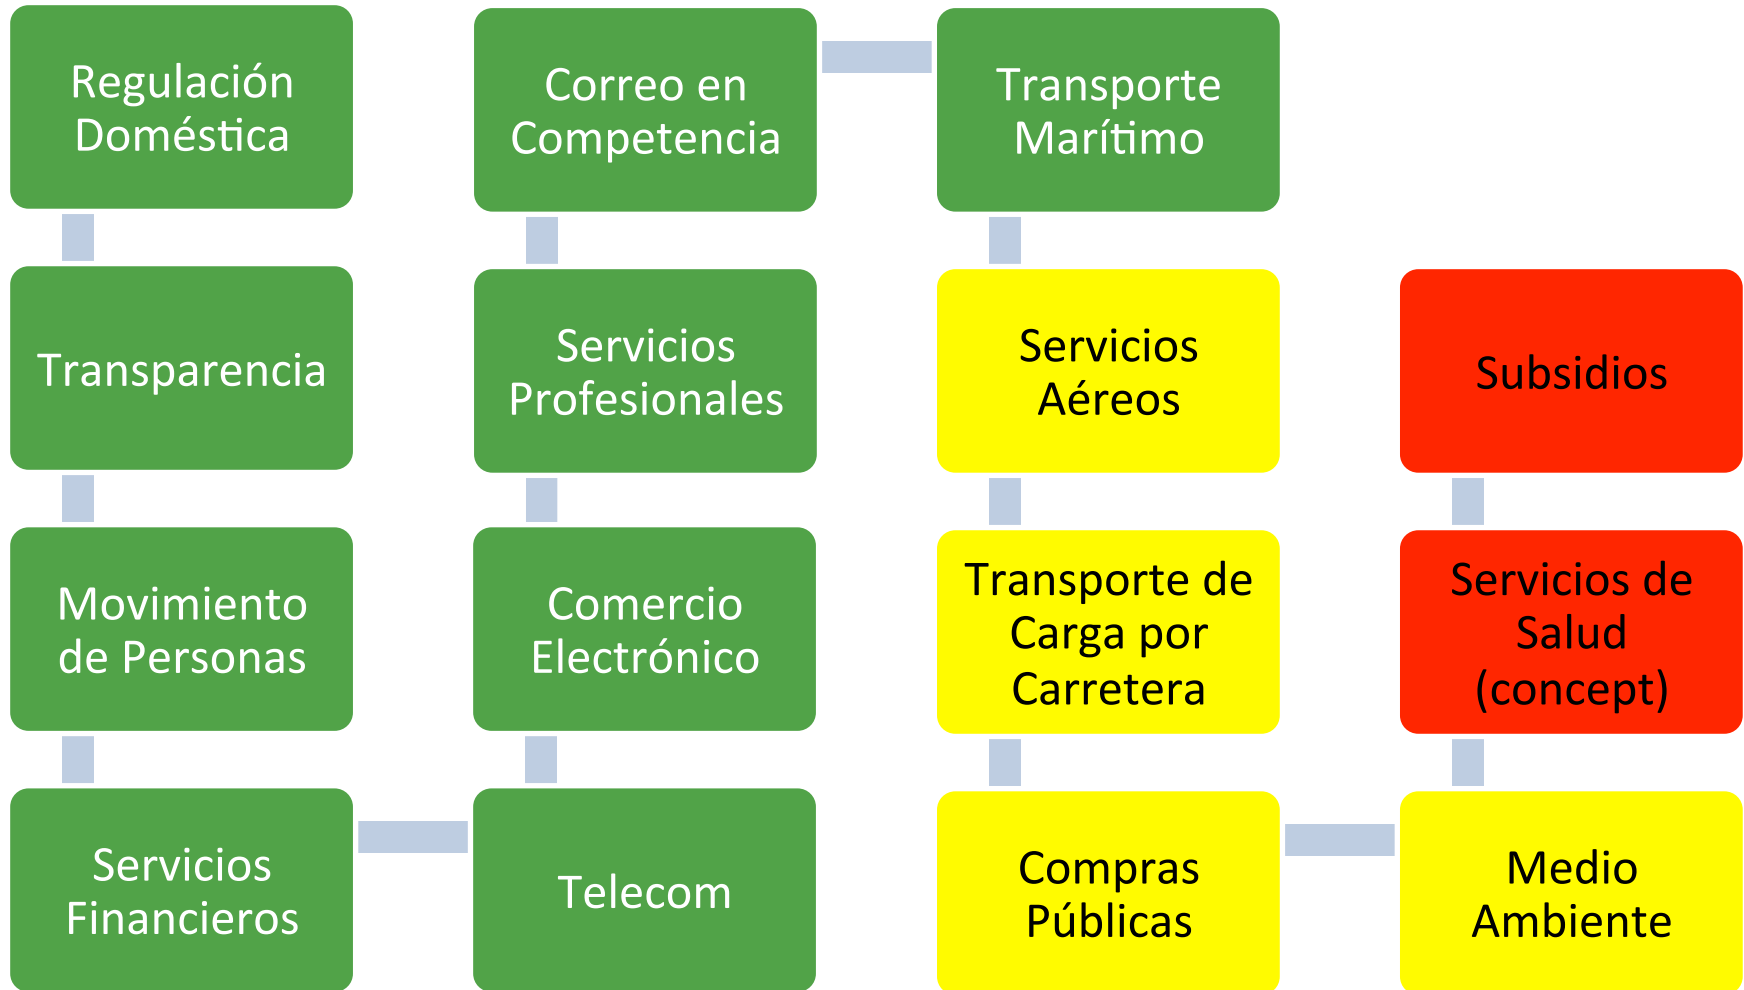 Regulación
Doméstica
Transparencia
Movimiento
de Personas
Servicios
Financieros
Telecom
Comercio
Electrónico
Servicios
Profesionales
Correo en
Competencia
Transporte
Marítimo
Servicios
Aéreos
Transporte de
Carga por
Carretera
Compras
Públicas
Medio
Ambiente
Servicios de
Salud
(concept)
Subsidios